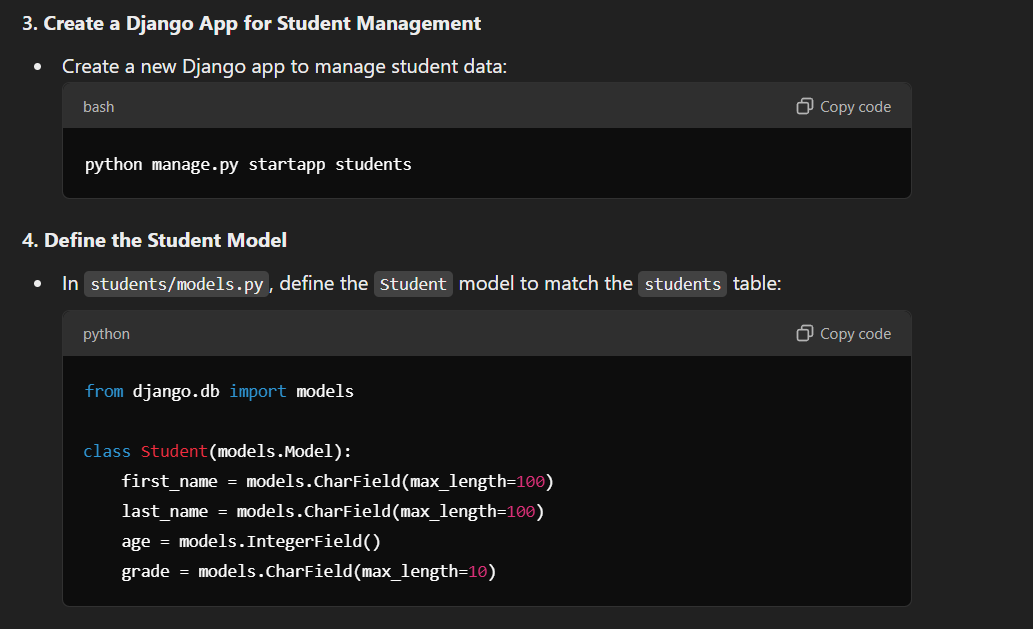 3. Create a Django App for Student Management
• Create a new Django app to manage student data:
bash
Copy code
python manage.py startapp students
4. Define the Student Model
• In students/models.py, define the Student model to match the students table:
python
Copy code
from django.db import models
class Student(models.Model):
    first_name = models.CharField(max_length=100)
    last_name = models.CharField(max_length=100)
    age = models.IntegerField()
    grade = models.CharField(max_length=10)